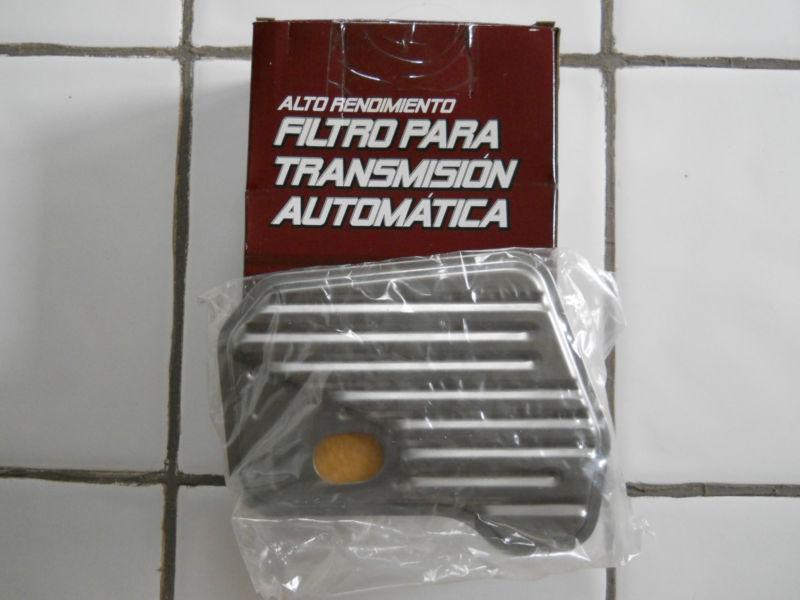 ALTO RENDIMIENTO
FILTRO PARA
TRANSMISIÓN
AUTOMÁTICA